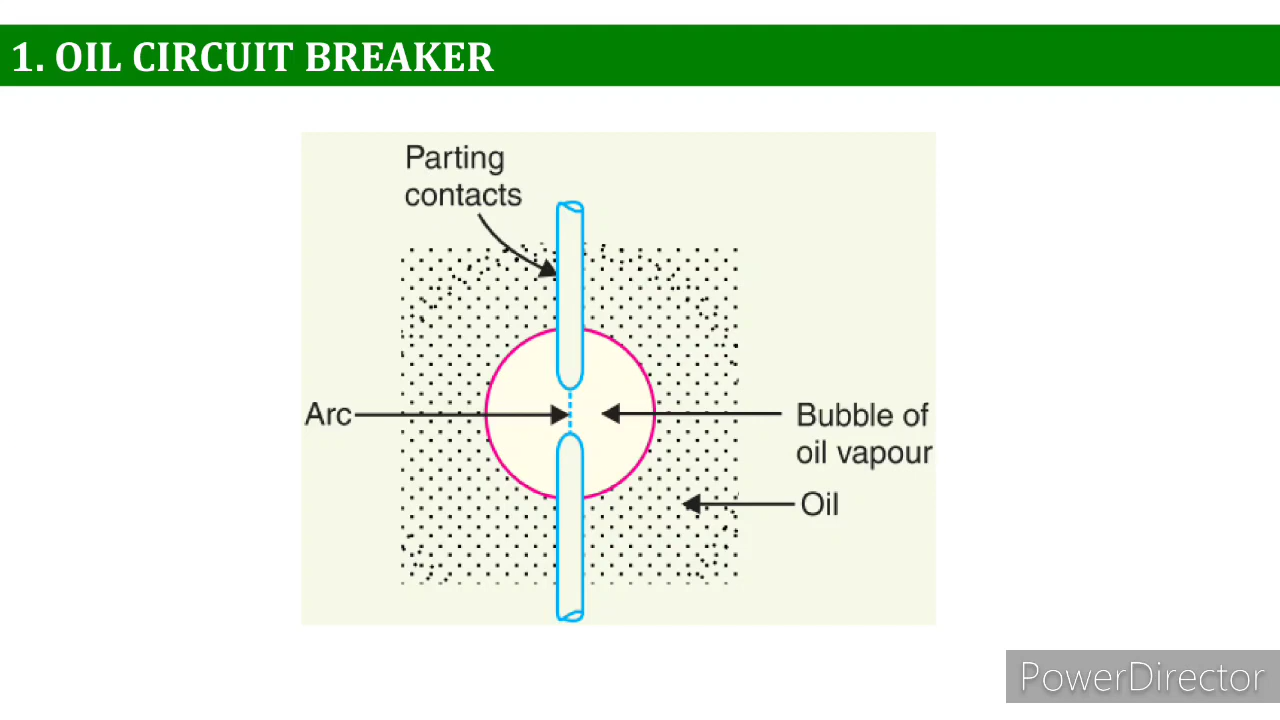 1. OIL CIRCUIT BREAKER
Parting
contacts
Arc
Bubble of
oil vapour
Oil
PowerDirector